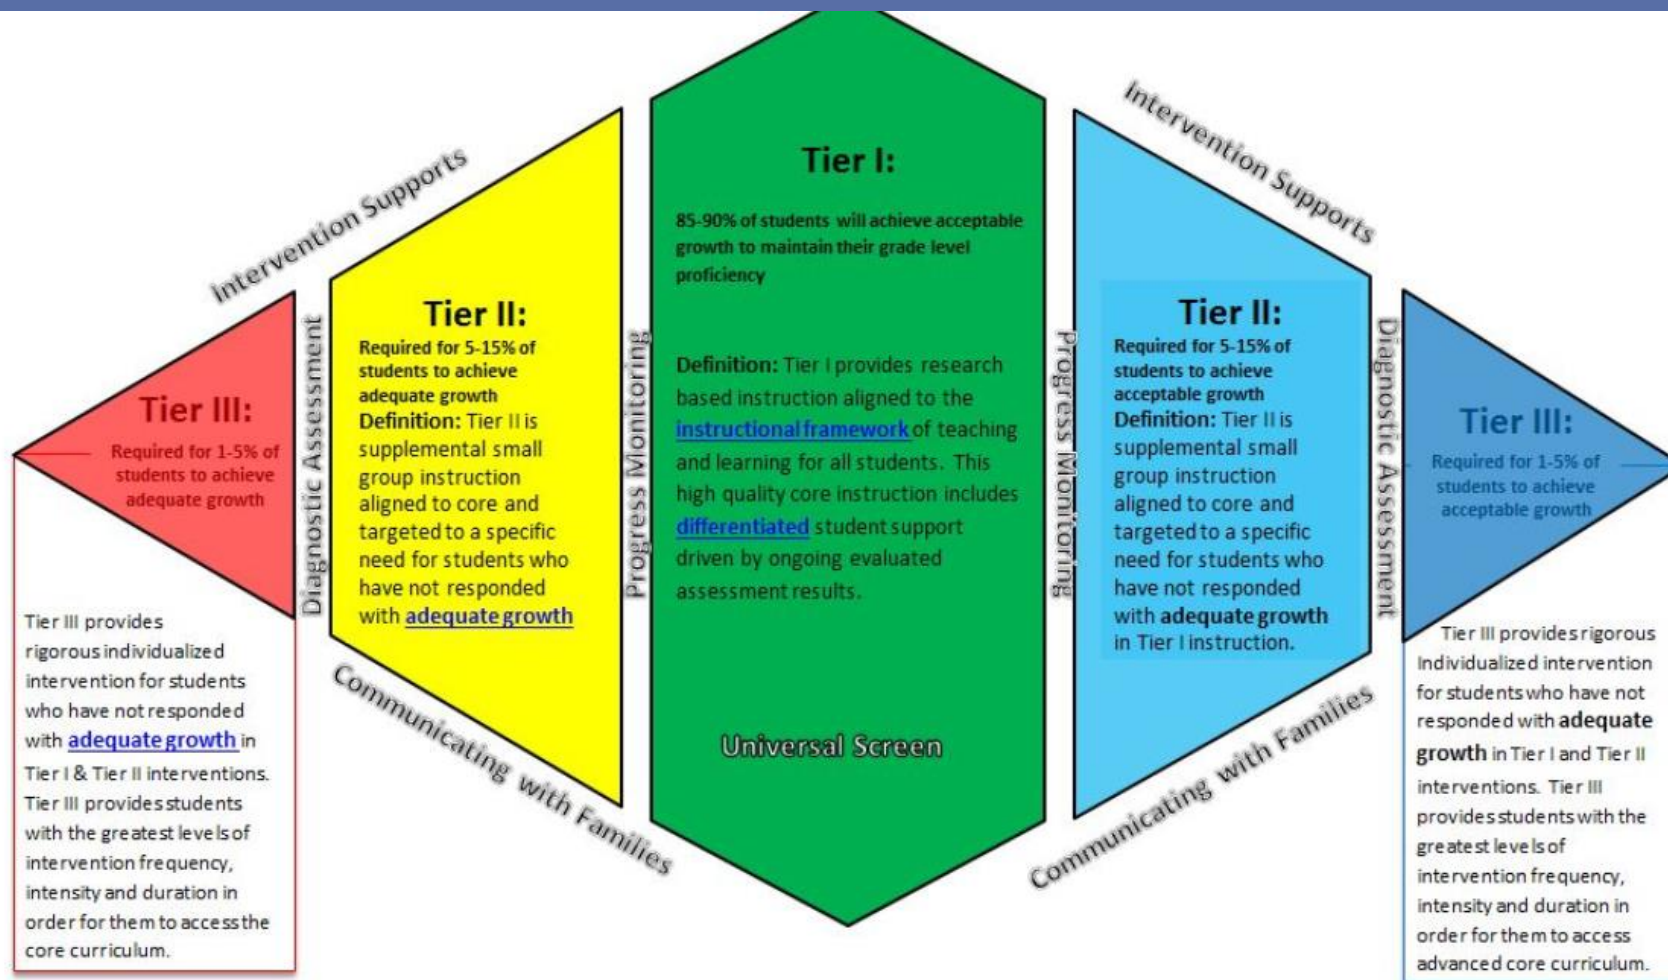 Intervention Supports
Tier III:
Required for 1-5% of
students to achieve
adequate growth
Tier III provides
rigorous individualized
intervention for students
who have not responded
with adequate growth in
Tier I & Tier II interventions.
Tier III provides students
with the greatest levels of
intervention frequency,
intensity and duration in
order for them to access the
core curriculum.
Diagnostic Assessment
Tier II:
Required for 5-15% of
students to achieve
adequate growth
Definition: Tier II is
supplemental small
group instruction
aligned to core and
targeted to a specific
need for students who
have not responded
with adequate growth
Communicating with Families
Progress Monitoring
Tier I:
85-90% of students will achieve acceptable
growth to maintain their grade level
proficiency
Definition: Tier I provides research
based instruction aligned to the
instructional framework of teaching
and learning for all students. This
high quality core instruction includes
differentiated student support
driven by ongoing evaluated
assessment results.
Universal Screen
Progress Monitoring
Intervention Supports
Tier II:
Required for 5-15% of
students to achieve
acceptable growth
Definition: Tier II is
supplemental small
group instruction
aligned to core and
targeted to a specific
need for students who
have not responded
with adequate growth
in Tier I instruction.
Communicating with Families
Diagnostic Assessment
Tier III:
Required for 1-5% of
students to achieve
acceptable growth
Tier III provides rigorous
Individualized intervention
for students who have not
responded with adequate
growth in Tier I and Tier II
interventions. Tier III
provides students with the
greatest levels of
intervention frequency,
intensity and duration in
order for them to access
advanced core curriculum.